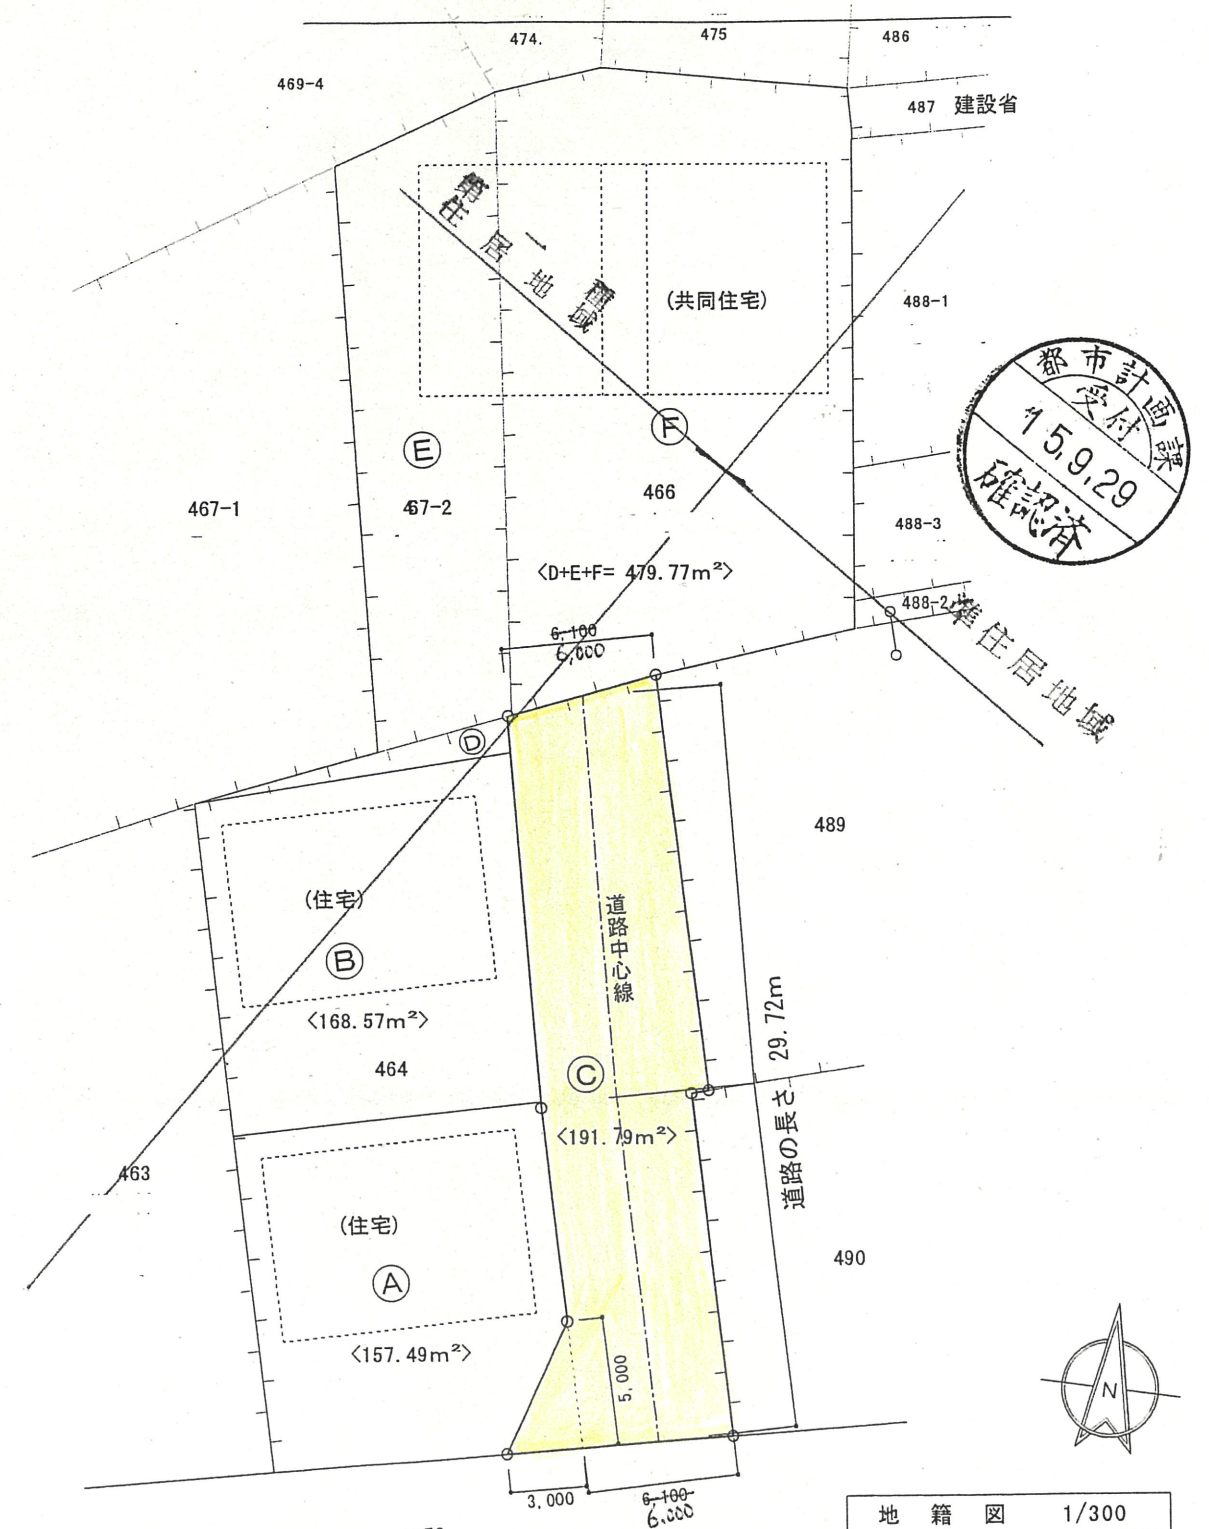 474.
475
486
469-4
487 建設省
第一種
住居地域
(共同住宅)
488-1
都市計画課
受付
15.9.29
確認済
F
E
467-1
467-2
466
488-3
<D+E+F= 479.77m²>
488-2
準住居地域
6,100
6,000
D
489
(住宅)
B
<168.57m²>
464
道路中心線
C
<191.79m²>
29.72m
道路の長さ
463
(住宅)
A
<157.49m²>
490
5,000
N
3,000
6,100
6,000
地籍図 1/300